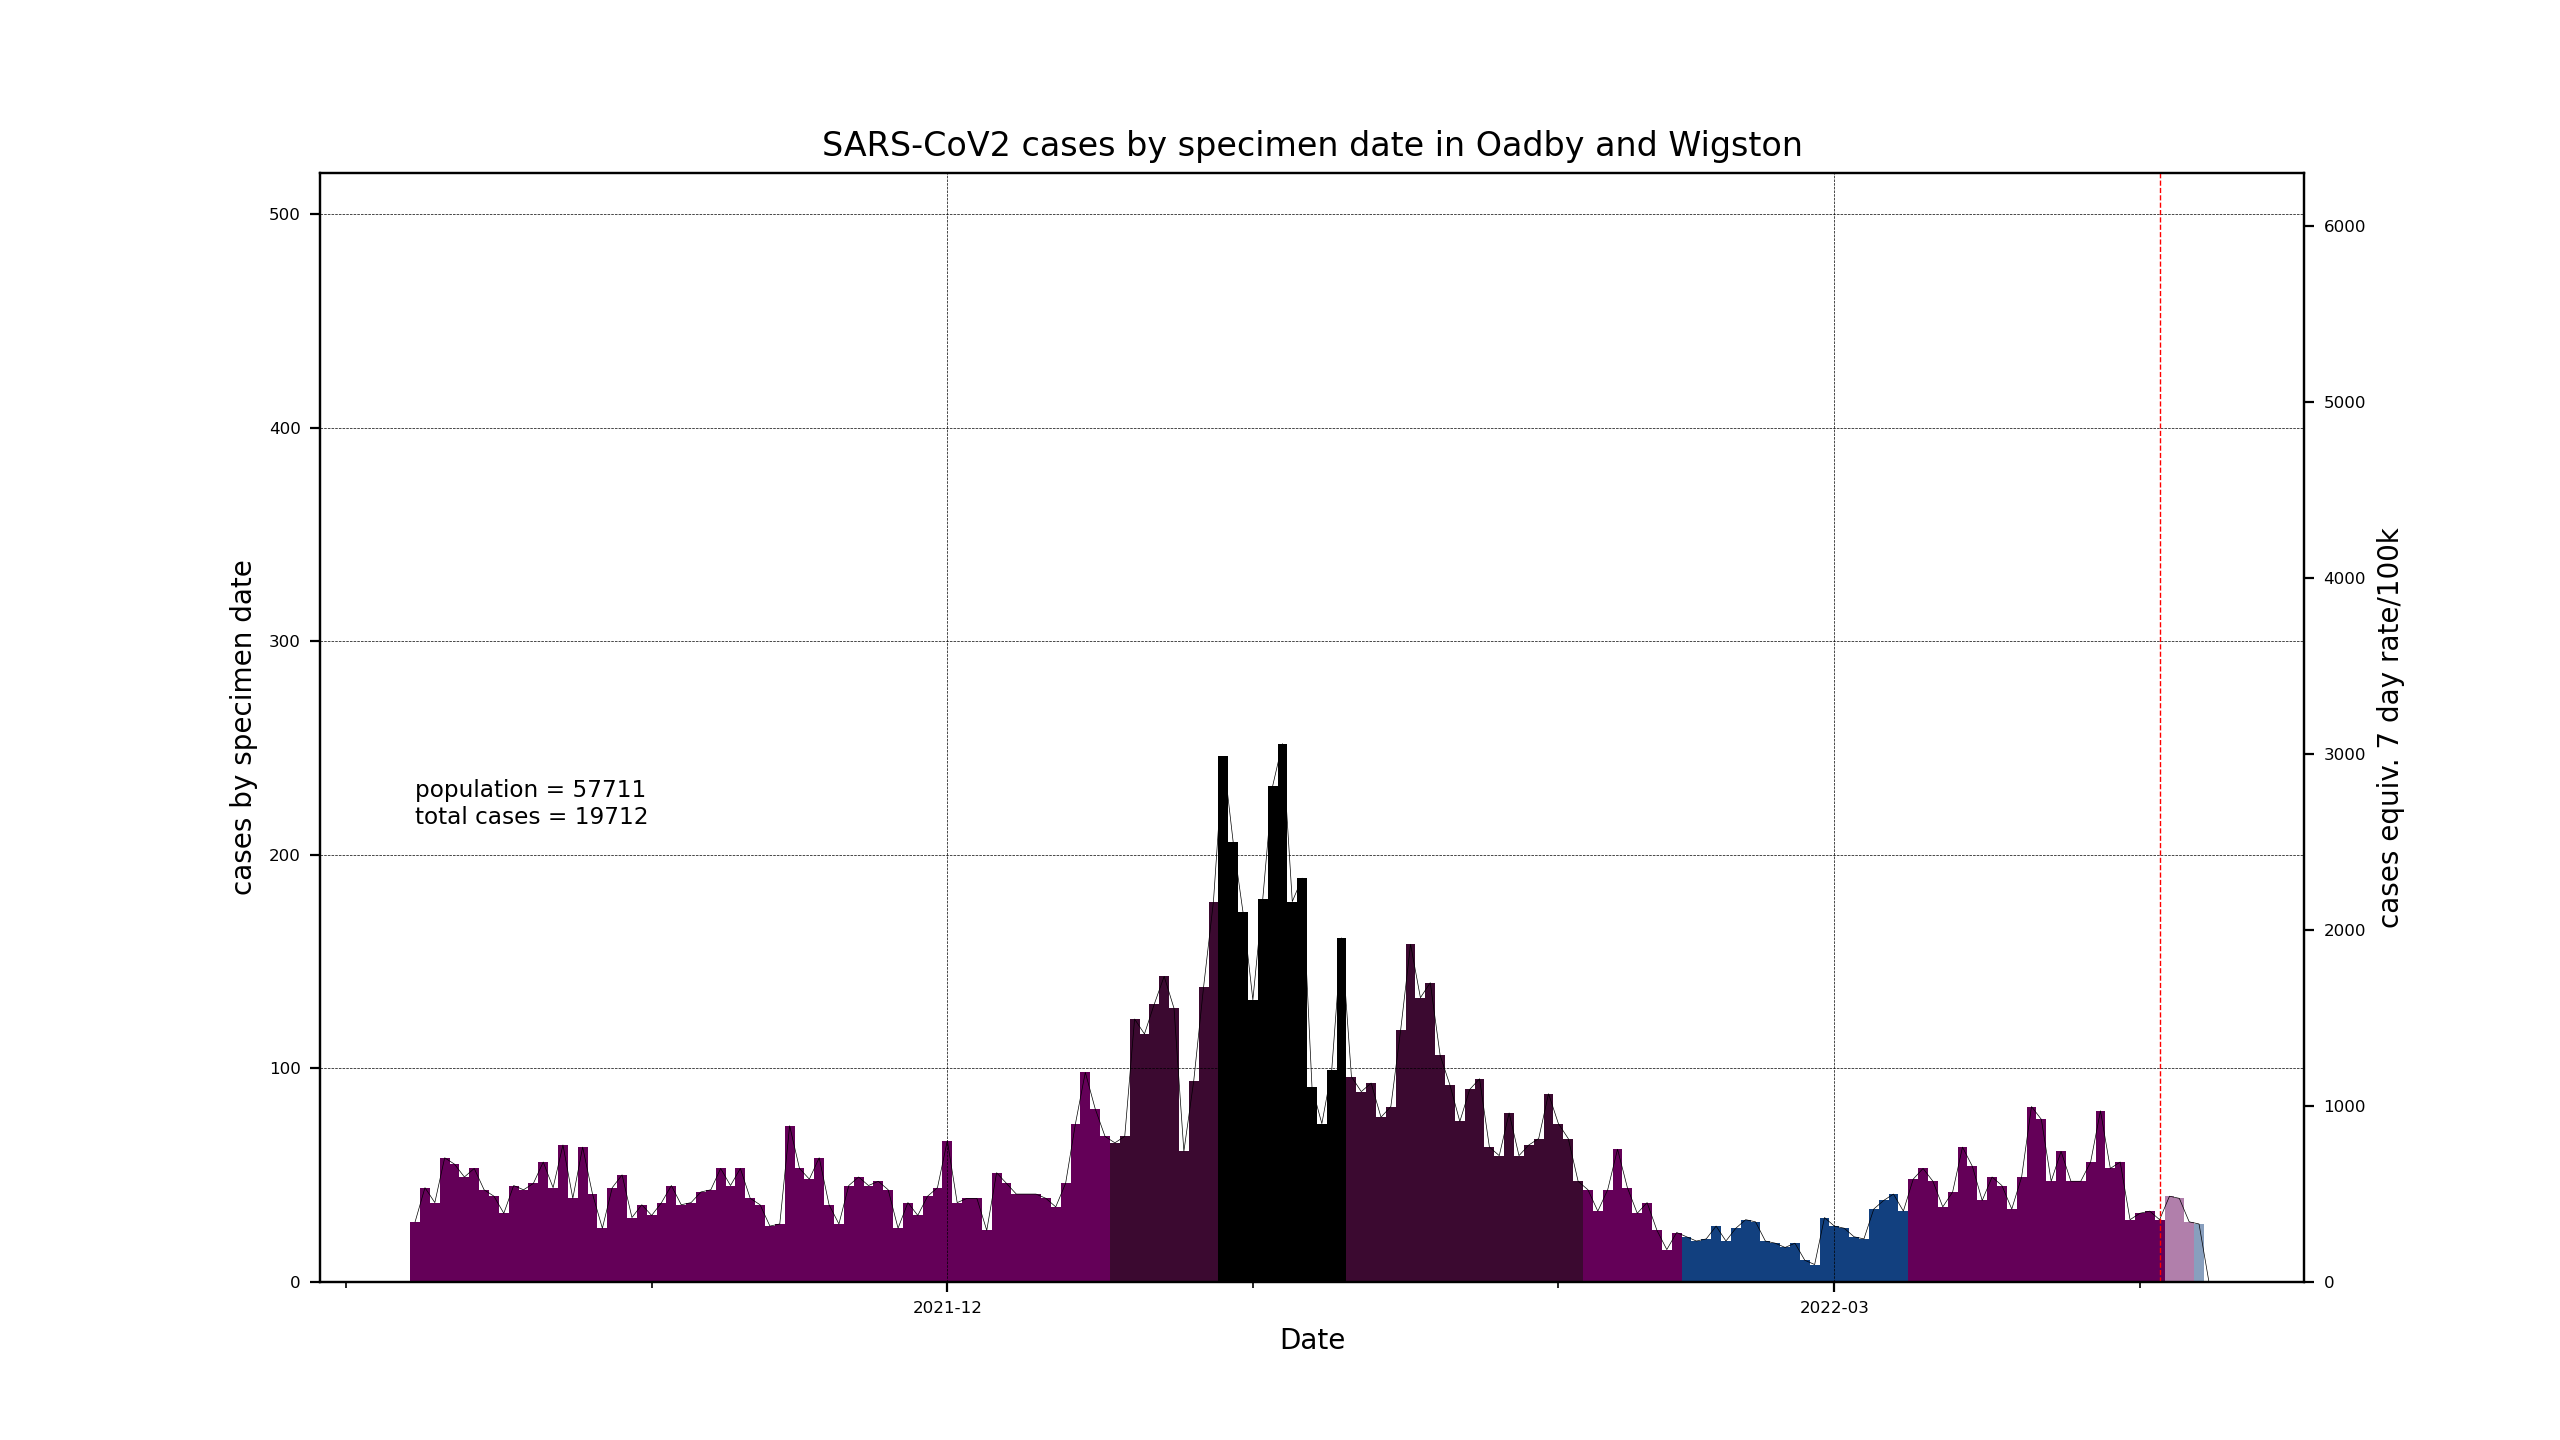 SARS-CoV2 cases by specimen date in Oadby and Wigston
cases by specimen date
500
400
300
200
100
0
population = 57711
total cases = 19712
6000
5000
4000
3000
2000
1000
0
cases equiv. 7 day rate/100k
2021-12
2022-03
Date